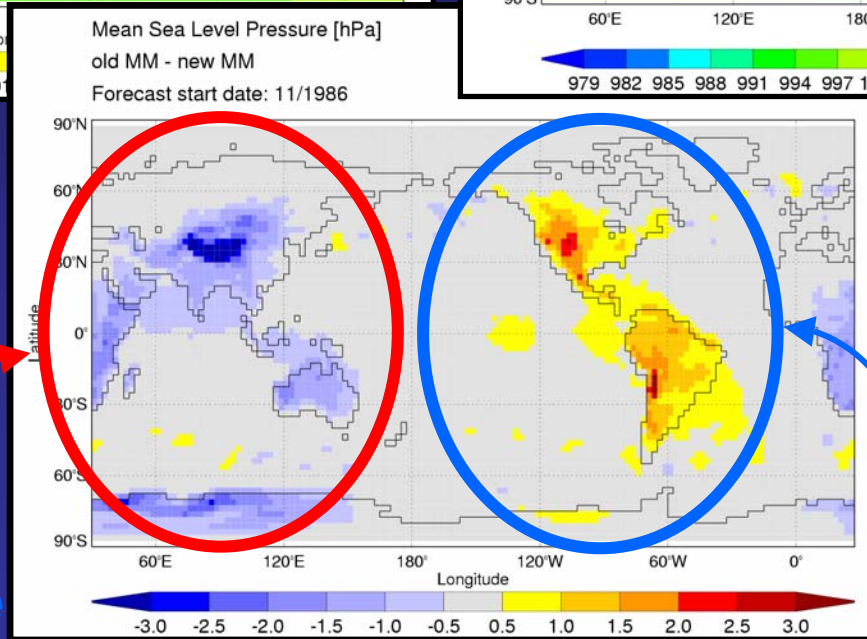 90°S
60°E 120°E 180
979 982 985 988 991 994 997 1
Mean Sea Level Pressure [hPa]
old MM - new MM
Forecast start date: 11/1986
90°N
60°N
30°N
0°
30°S
60°S
90°S
Latitude
60°E 120°E 180° 120°W 60°W 0°
Longitude
-3.0 -2.5 -2.0 -1.5 -1.0 -0.5 0.5 1.0 1.5 2.0 2.5 3.0